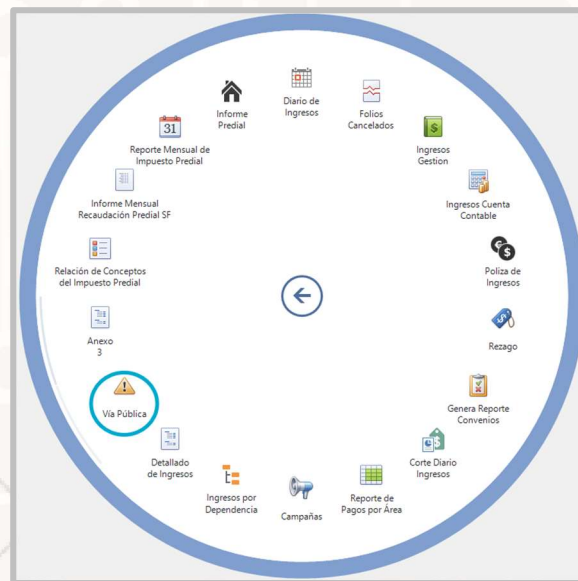 Diario de
Ingresos
Folios
Cancelados
$
Ingresos
Gestion
Ingresos Cuenta
Contable
€
$
Poliza de
Ingresos
$
Rezago
Genera Reporte
Convenios
$
Corte Diario
Ingresos
Reporte de
Pagos por Área
Campañas
Ingresos por
Dependencia
Detallado
de Ingresos
Vía Pública
Anexo
3
Relación de Conceptos
del Impuesto Predial
Informe Mensual
Recaudación Predial SF
31
Reporte Mensual de
Impuesto Predial
Informe
Predial